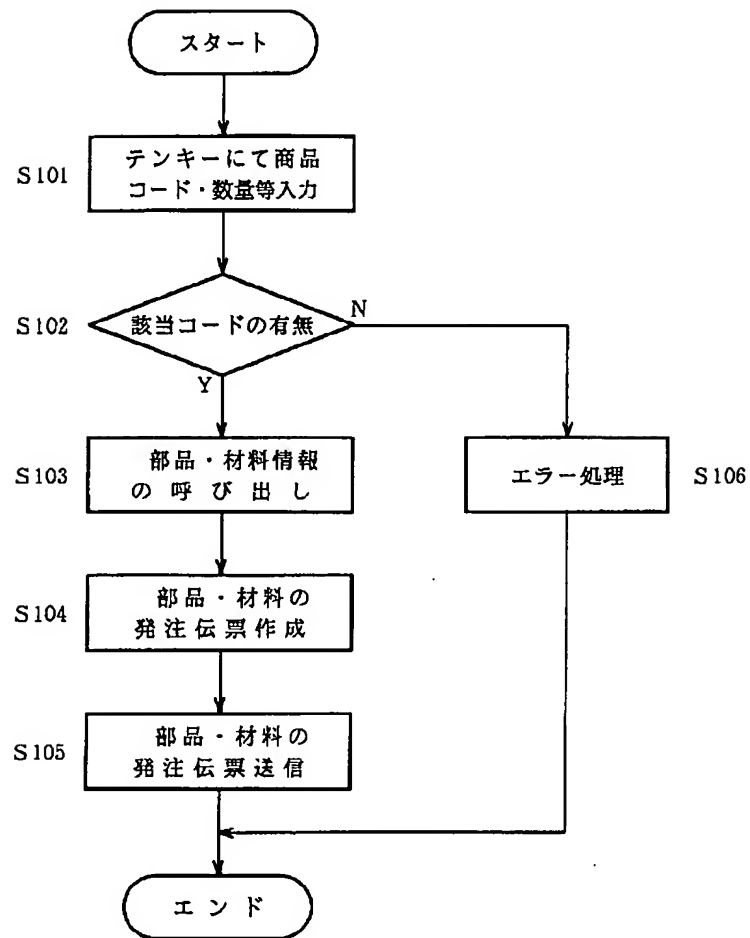 スタート
S101
テンキーにて商品
コード・数量等入力
S102
該当コードの有無
N
Y
S103
部品・材料情報
の呼び出し
エラー処理
S106
S104
部品・材料の
発注伝票作成
S105
部品・材料の
発注伝票送信
エンド